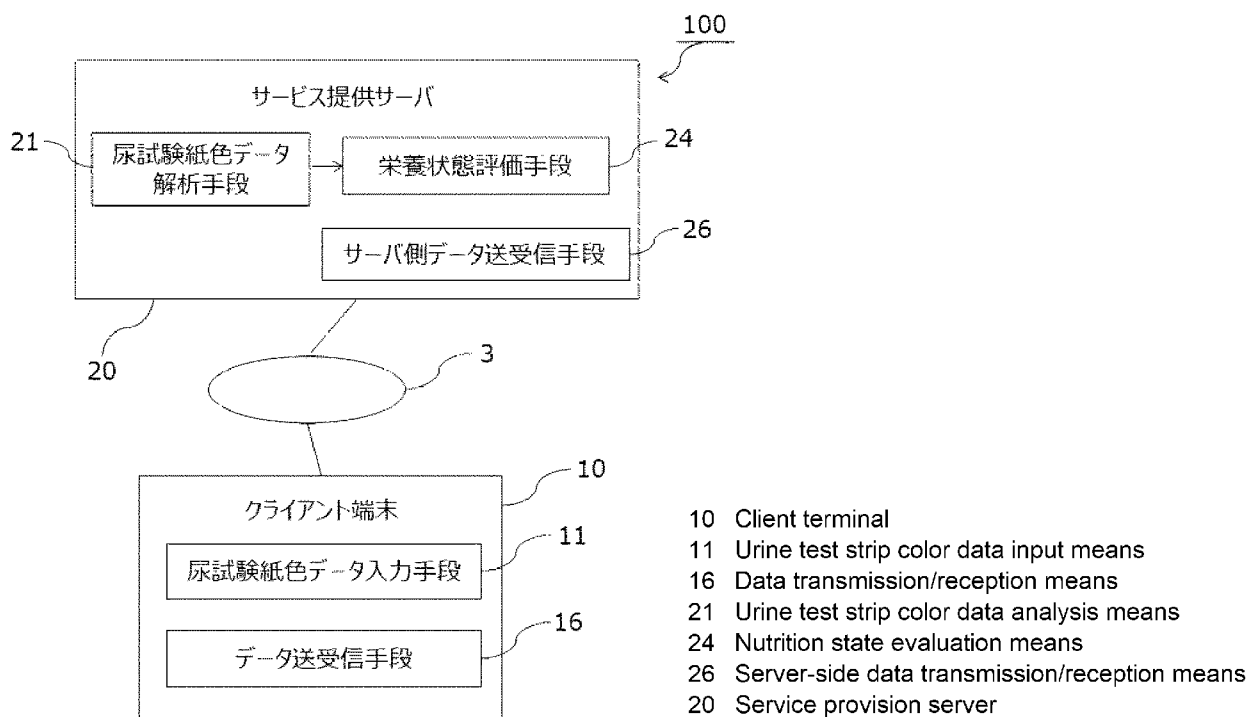 100
サービス提供サーバ
21
尿試験紙色データ
解析手段
栄養状態評価手段
24
サーバ側データ送受信手段
26
20
3
10
クライアント端末
11
尿試験紙色データ入力手段
16
データ送受信手段
10 Client terminal
11 Urine test strip color data input means
16 Data transmission/reception means
21 Urine test strip color data analysis means
24 Nutrition state evaluation means
26 Server-side data transmission/reception means
20 Service provision server